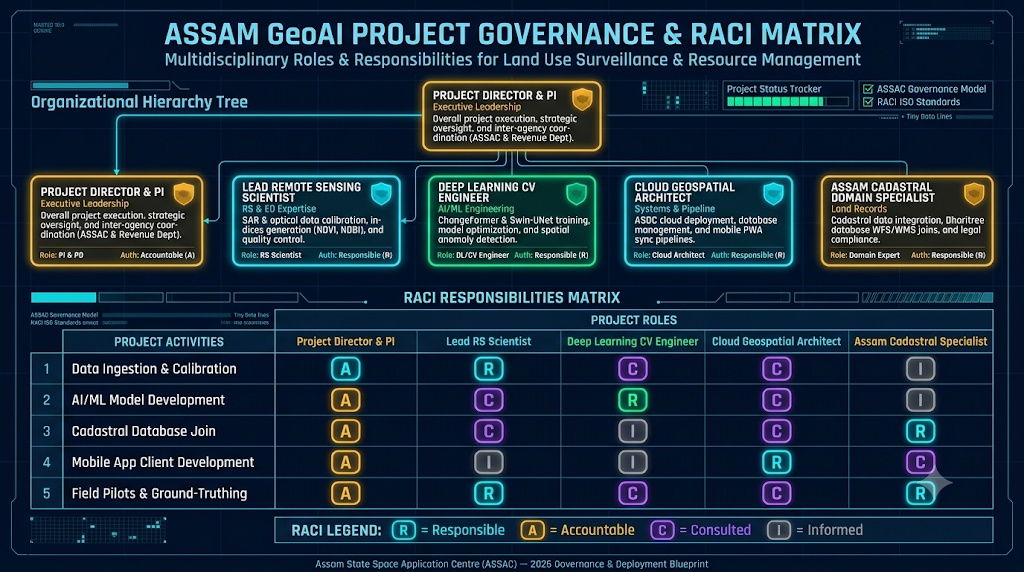 ASSAM GeoAI PROJECT GOVERNANCE & RACI MATRIX
Multidisciplinary Roles & Responsibilities for Land Use Surveillance & Resource Management
Organizational Hierarchy Tree
PROJECT DIRECTOR & PI
Executive Leadership
Overall project execution, strategic
oversight, and inter-agency coor-
dination (ASSAC & Revenue Dept).
Project Status Tracker
ASSAC Governance Model
RACI ISO Standards
Tiny Data Lines
PROJECT DIRECTOR & PI
Executive Leadership
Overall project execution, strategic
oversight, and inter-agency coor-
dination (ASSAC & Revenue Dept).
Role: PI & PD Auth: Accountable (A)
LEAD REMOTE SENSING
SCIENTIST
RS & EO Expertise
SAR & optical data calibration, in-
dices generation (NDVI, NDBI), and
quality control.
Role: RS Scientist Auth: Responsible (R)
DEEP LEARNING CV
ENGINEER
AI/ML Engineering
ChangeFormer & Swin-UNet training,
model optimization, and spatial
anomaly detection.
Role: DL/CV Engineer Auth: Responsible (R)
CLOUD GEOSPATIAL
ARCHITECT
Systems & Pipeline
ASDC cloud deployment, database
management, and mobile PWA
sync pipelines.
Role: Cloud Architect Auth: Responsible (R)
ASSAM CADASTRAL
DOMAIN SPECIALIST
Land Records
Cadastral data integration, Dharitree
database WFS/WMS joins, and legal
compliance.
Role: Domain Expert Auth: Responsible (R)
RACI RESPONSIBILITIES MATRIX
PROJECT ROLES
PROJECT ACTIVITIES Project Director & PI Lead RS Scientist Deep Learning CV Engineer Cloud Geospatial Architect Assam Cadastral Specialist
1 Data Ingestion & Calibration A R C C I
2 AI/ML Model Development A C R C I
3 Cadastral Database Join A C I C R
4 Mobile App Client Development A I I R C
5 Field Pilots & Ground-Truthing A R C C R
RACI LEGEND: R = Responsible A = Accountable C = Consulted I = Informed
Assam State Space Application Centre (ASSAC) — 2025 Governance & Deployment Blueprint